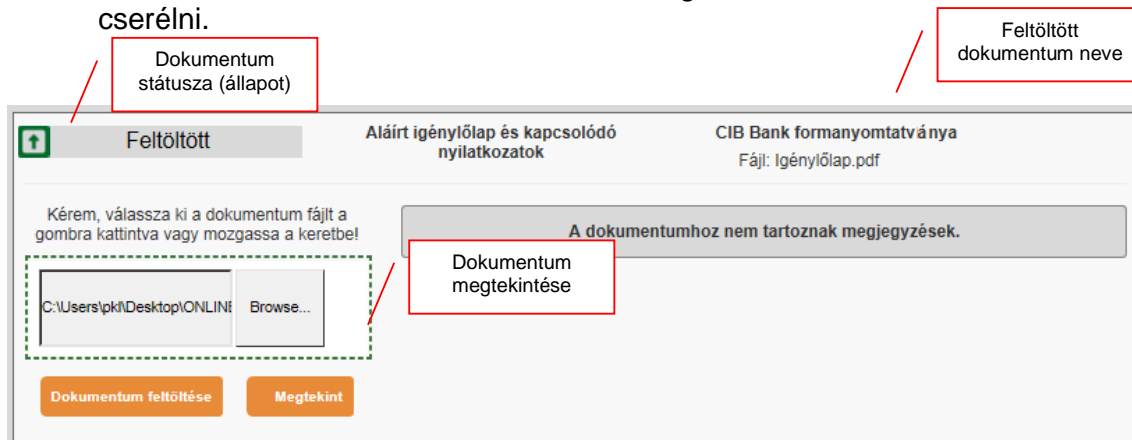 cserélni.
Dokumentum
státusza (állapot)
Feltöltött
dokumentum neve
Feltöltött
Aláírt igénylőlap és kapcsolódó
nyilatkozatok
CIB Bank formanyomtatványa
Fájl: Igénylőlap.pdf
Kérem, válassza ki a dokumentum fájlt a
gombra kattintva vagy mozgassa a keretbe!
A dokumentumhoz nem tartoznak megjegyzések.
Dokumentum
megtekintése
C:\Users\pkl\Desktop\ONLINE
Browse...
Dokumentum feltöltése
Megtekint